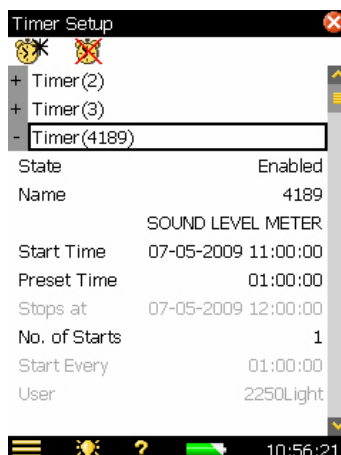 Timer Setup
+ Timer(2)
+ Timer(3)
- Timer(4189)
State Enabled
Name 4189
SOUND LEVEL METER
Start Time 07-05-2009 11:00:00
Preset Time 01:00:00
Stops at 07-05-2009 12:00:00
No. of Starts 1
Start Every 01:00:00
User 2250Light
? 10:56:21